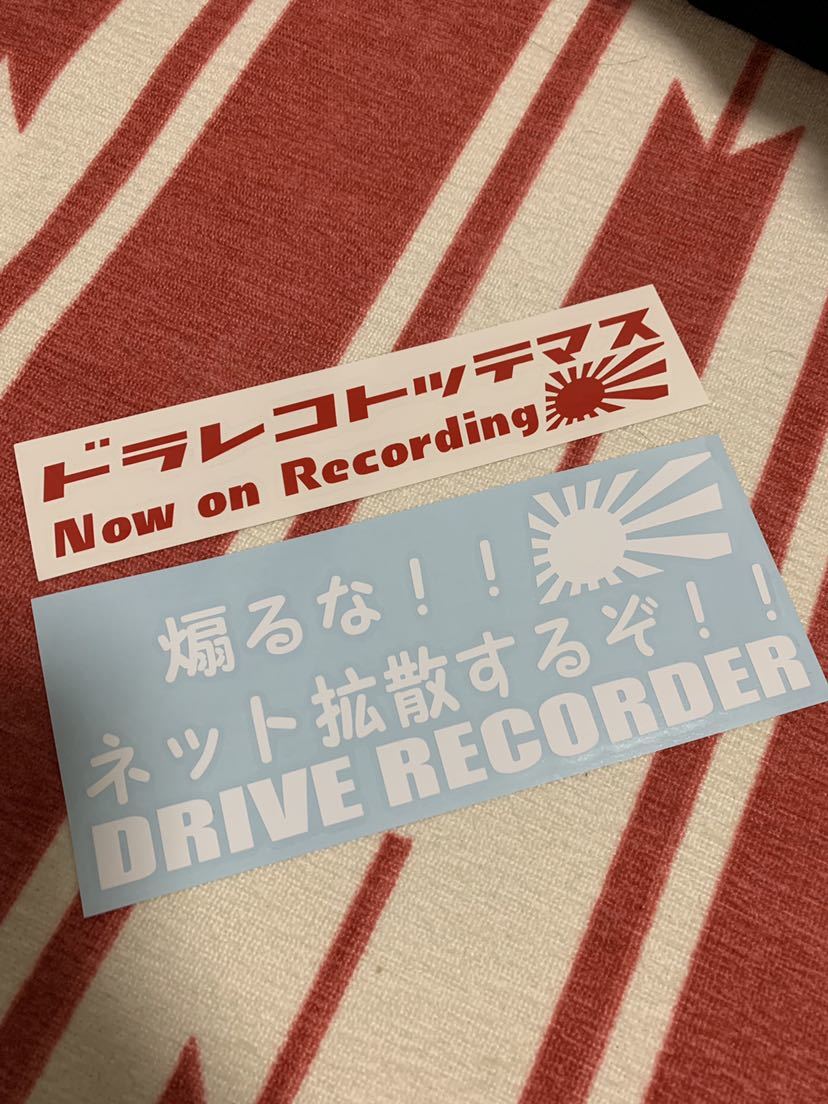 ドラレコトッテマス
Now on Recording
煽るな！！
ネット拡散するぞ！！
DRIVE RECORDER